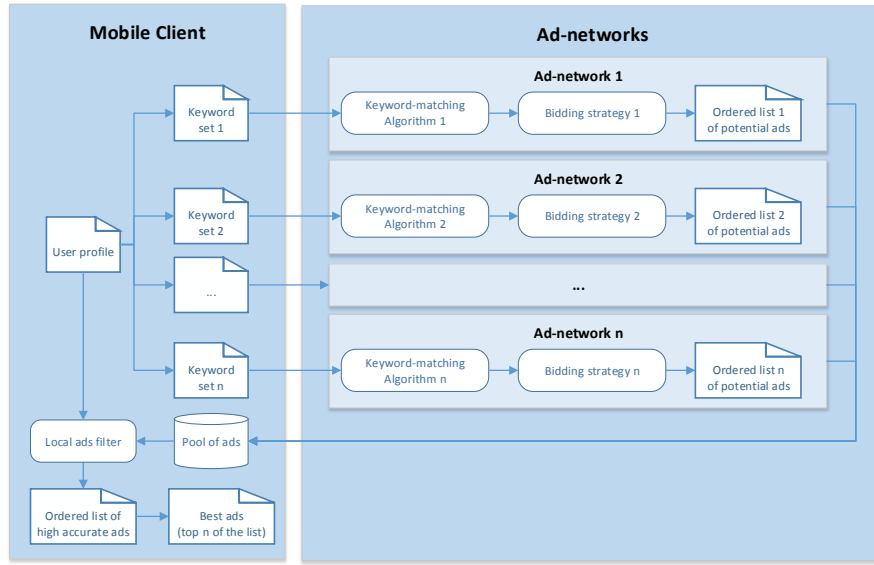 Mobile Client
Ad-networks
Ad-network 1
Keyword
set 1
Keyword-matching
Algorithm 1
Bidding strategy 1
Ordered list 1
of potential ads
Ad-network 2
Keyword
set 2
Keyword-matching
Algorithm 2
Bidding strategy 2
Ordered list 2
of potential ads
User profile
...
...
Ad-network n
Keyword
set n
Keyword-matching
Algorithm n
Bidding strategy n
Ordered list n
of potential ads
Local ads filter
Pool of ads
Ordered list of
high accurate ads
Best ads
(top n of the list)